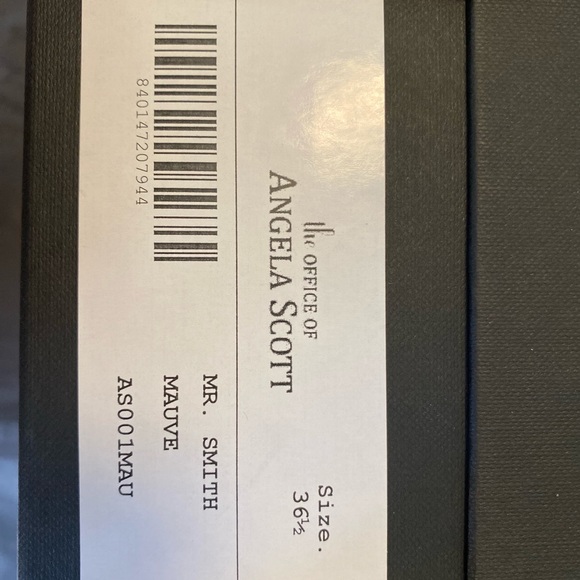 the OFFICE OF
ANGELA SCOTT
Size.
36½
840147207944
MR. SMITH
MAUVE
AS001MAU